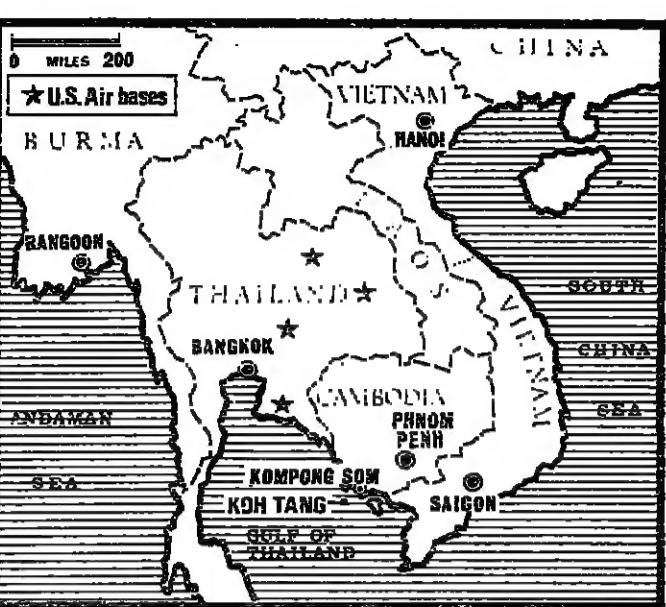 CHINA
0 MILES 200
★ U.S. Air bases
VIETNAM
HANOI
BURMA
RANGOON
THAILAND
SOUTH
CHINA
SEA
VIETNAM
BANGKOK
CAMBODIA
PHNOM
PENH
ANDAMAN
SEA
KOMPONG SOM
KOH TANG
SAIGON
GULF OF
THAILAND